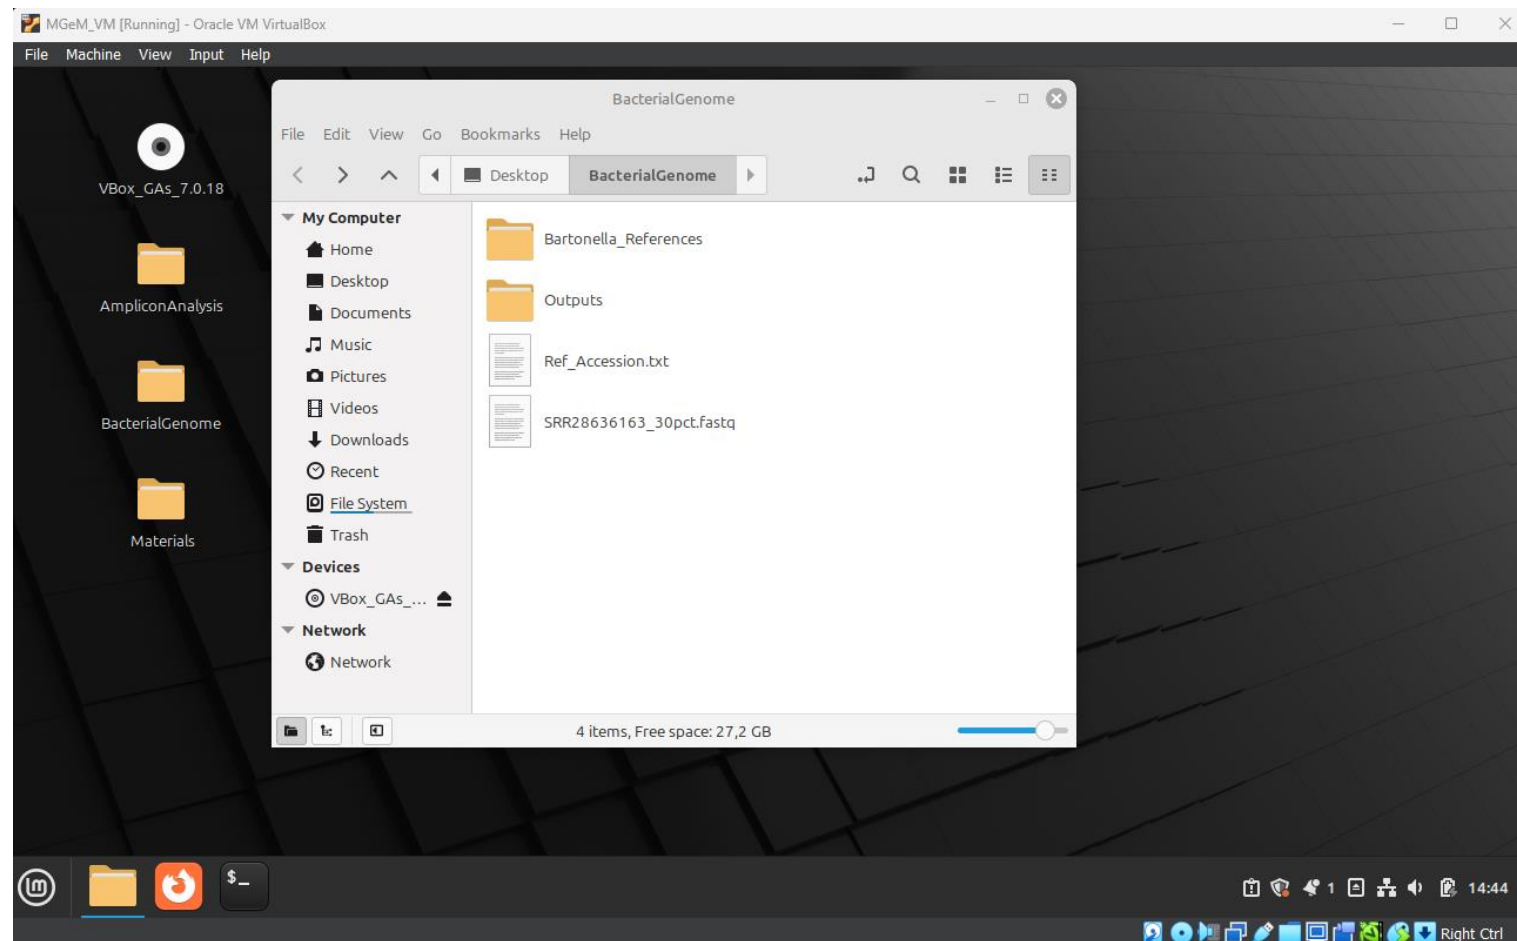 MGeM_VM [Running] - Oracle VM VirtualBox
File Machine View Input Help
VBox_GAs_7.0.18
AmpliconAnalysis
BacterialGenome
Materials
BacterialGenome
File Edit View Go Bookmarks Help
Desktop BacterialGenome
My Computer
Home
Desktop
Documents
Music
Pictures
Videos
Downloads
Recent
File System
Trash
Devices
VBox_GAs_...
Network
Network
Bartonella_References
Outputs
Ref_Accession.txt
SRR28636163_30pct.fastq
4 items, Free space: 27,2 GB
$_
1 14:44
Right Ctrl